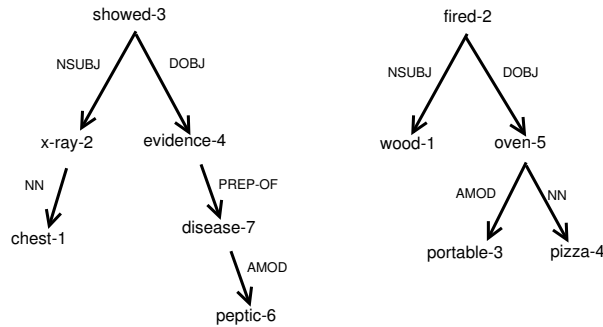 showed-3
NSUBJ DOBJ
x-ray-2 evidence-4
NN PREP-OF
chest-1 disease-7
AMOD
peptic-6
fired-2
NSUBJ DOBJ
wood-1 oven-5
AMOD NN
portable-3 pizza-4